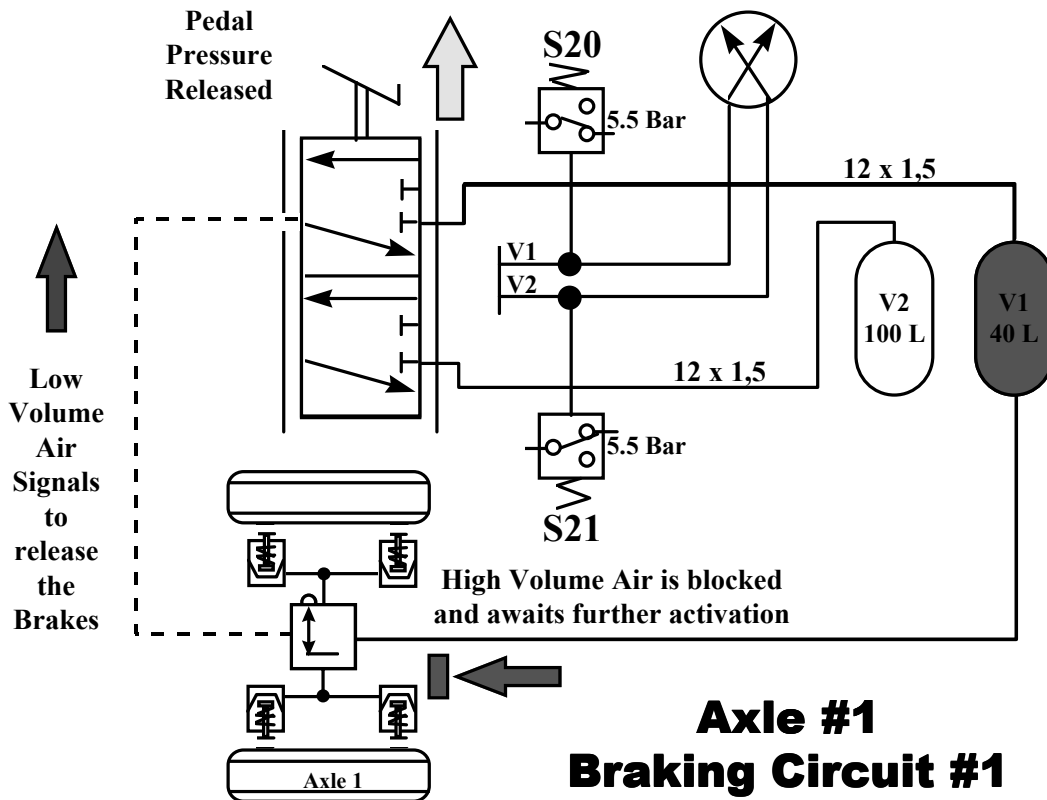 Pedal
Pressure
Released
S20
5.5 Bar
12 x 1,5
V1
V2
V2
100 L
V1
40 L
12 x 1,5
5.5 Bar
S21
Low
Volume
Air
Signals
to
release
the
Brakes
High Volume Air is blocked
and awaits further activation
Axle 1
Axle #1
Braking Circuit #1